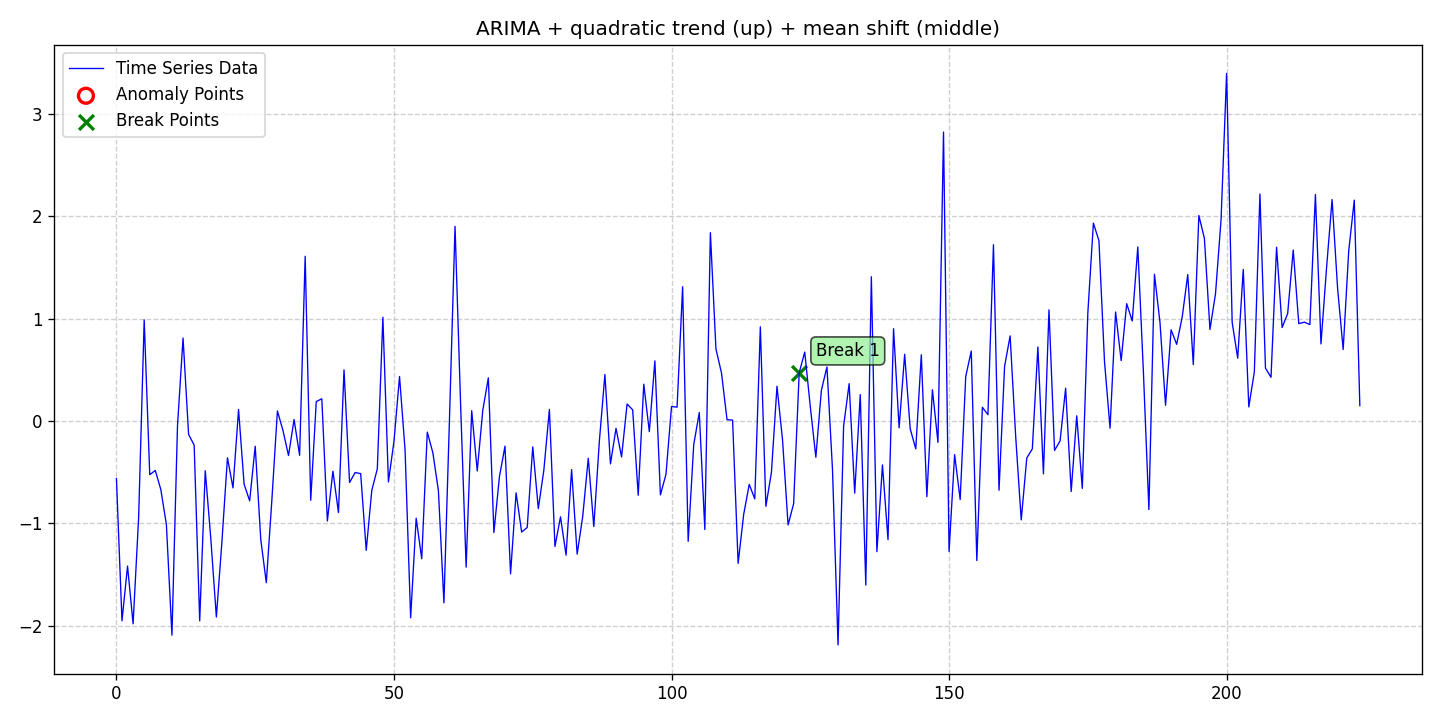 ARIMA + quadratic trend (up) + mean shift (middle)
Time Series Data
Anomaly Points
Break Points
Break 1
3
2
1
0
−1
−2
0
50
100
150
200